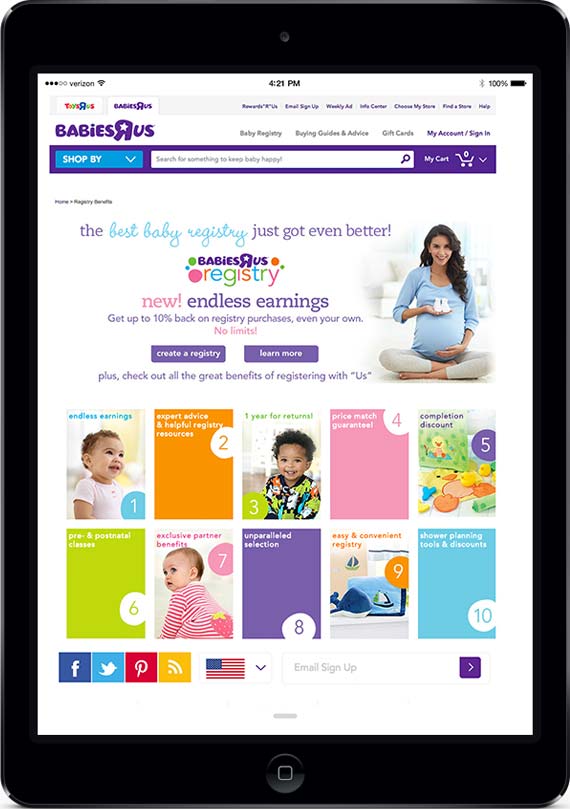 verizon 4:21 PM 100%
TOYSRUS BABIESRUS Rewards"R"Us Email Sign Up Weekly Ad Info Center Choose My Store Find a Store Help
BABIESRUS Baby Registry Buying Guides & Advice Gift Cards My Account / Sign In
SHOP BY Search for something to keep baby happy! My Cart 0
Home > Registry Benefits
the best baby registry just got even better!
BABIESRUS
registry
new! endless earnings
Get up to 10% back on registry purchases, even your own.
No limits!
create a registry learn more
plus, check out all the great benefits of registering with "Us"
endless earnings
1
expert advice
& helpful registry
resources
2
1 year for returns!
3
price match
guarantee!
4
completion
discount
5
pre- & postnatal
classes
6
exclusive partner
benefits
7
unparalleled
selection
8
easy & convenient
registry
9
shower planning
tools & discounts
10
Email Sign Up